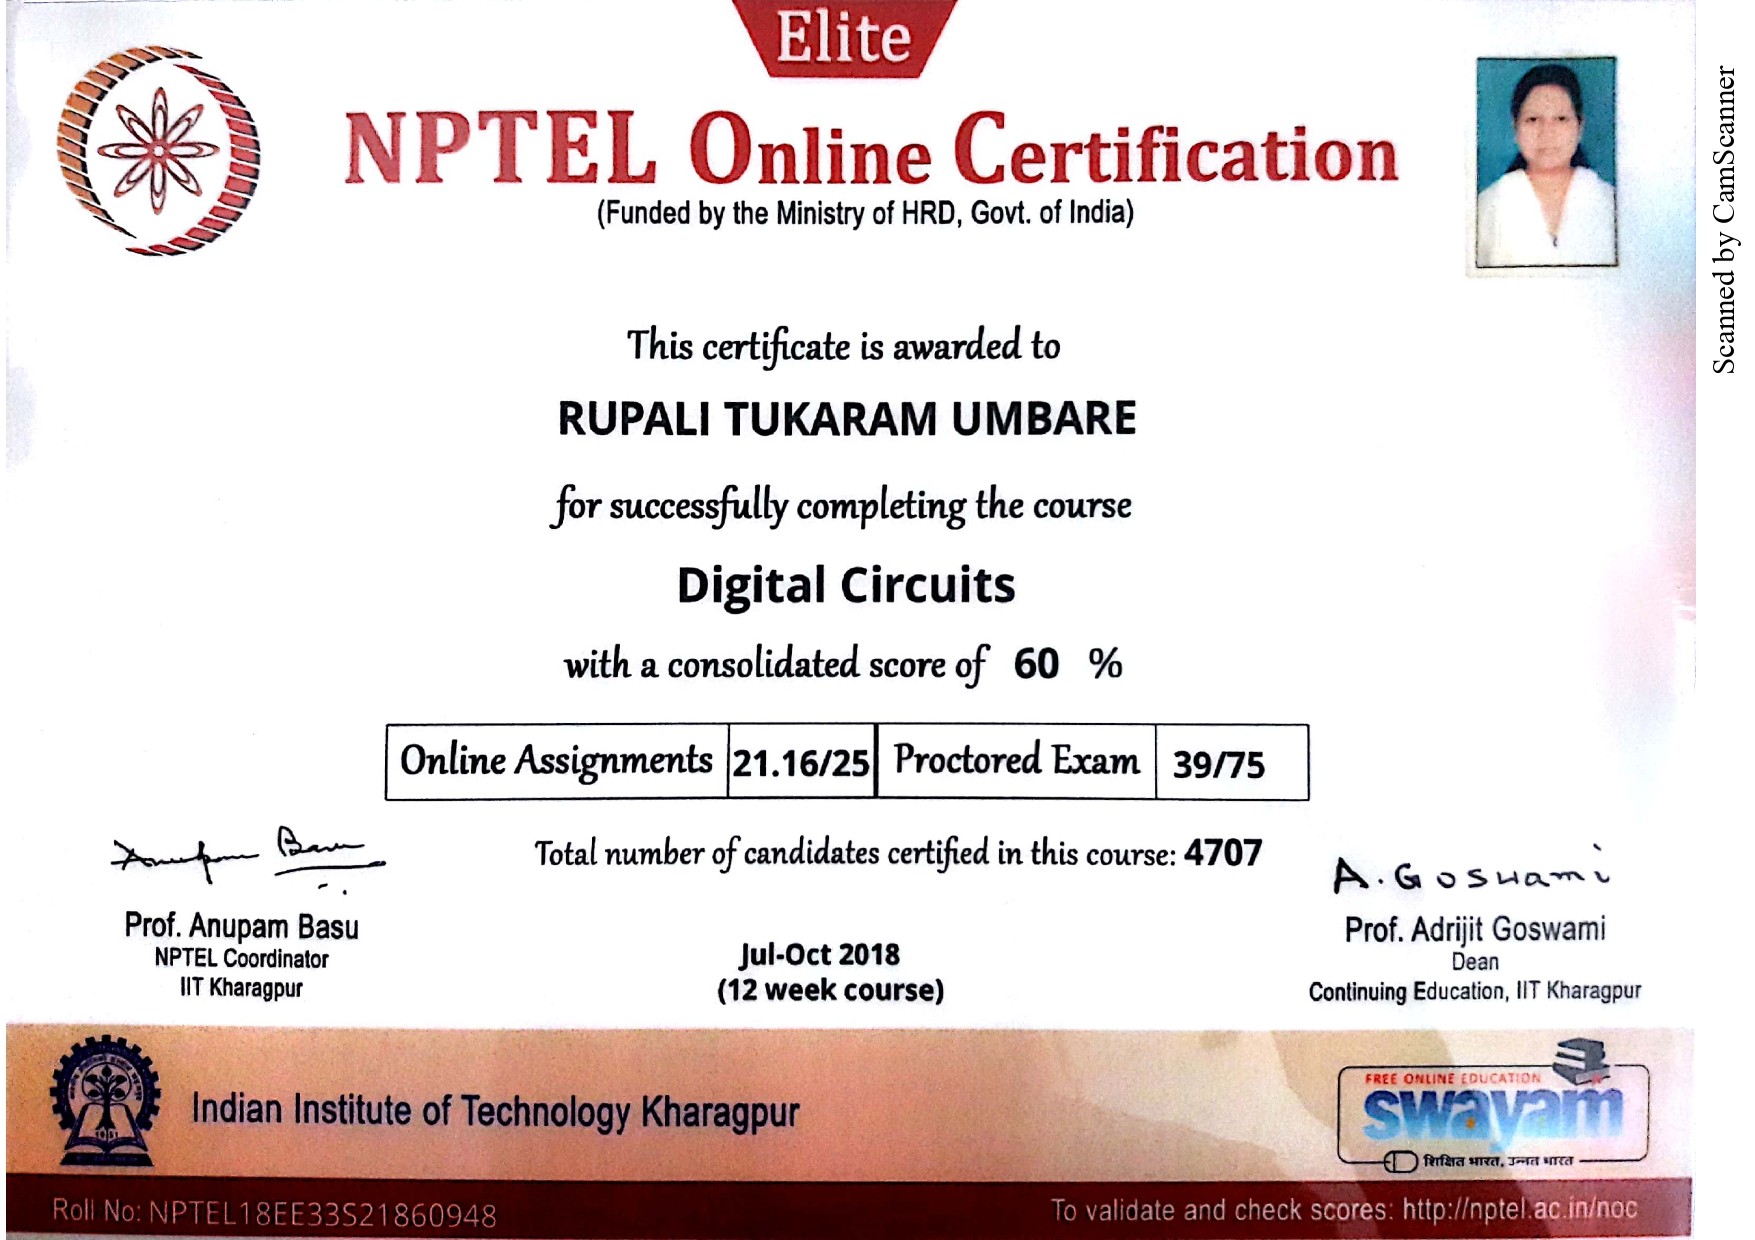 Elite
NPTEL Online Certification
(Funded by the Ministry of HRD, Govt. of India)
This certificate is awarded to
RUPALI TUKARAM UMBARE
for successfully completing the course
Digital Circuits
with a consolidated score of 60 %
Online Assignments 21.16/25 Proctored Exam 39/75
Total number of candidates certified in this course: 4707
Anupam Basu
A. Goswami
Prof. Anupam Basu
NPTEL Coordinator
IIT Kharagpur
Jul-Oct 2018
(12 week course)
Prof. Adrijit Goswami
Dean
Continuing Education, IIT Kharagpur
1951
Indian Institute of Technology Kharagpur
FREE ONLINE EDUCATION
swayam
शिक्षित भारत, उन्नत भारत
Roll No: NPTEL18EE33S21860948
To validate and check scores: http://nptel.ac.in/noc
Scanned by CamScanner